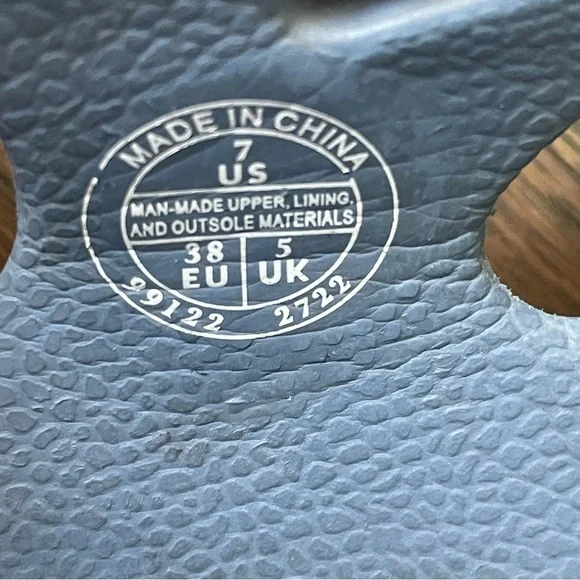 MADE IN CHINA
7
US
MAN-MADE UPPER, LINING,
AND OUTSOLE MATERIALS
38 5
EU UK
99122 2722